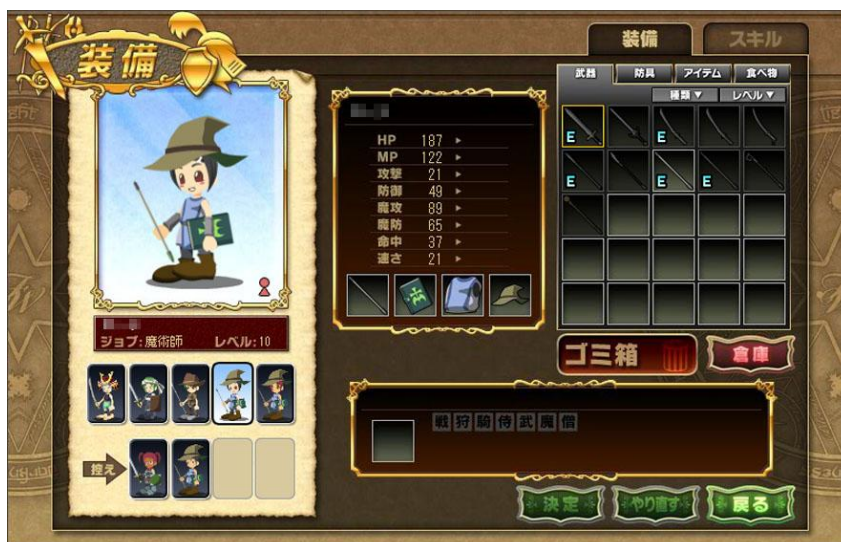 装備
装備 スキル
武器 防具 アイテム 食べ物
種類▼ レベル▼
HP 187
MP 122
攻撃 21
防御 49
魔攻 89
魔防 65
命中 37
速さ 21
E E
E E E
ジョブ:魔術師 レベル:10
ゴミ箱 倉庫
戦 狩 騎 侍 武 魔 僧
控え
決定 やり直す 戻る